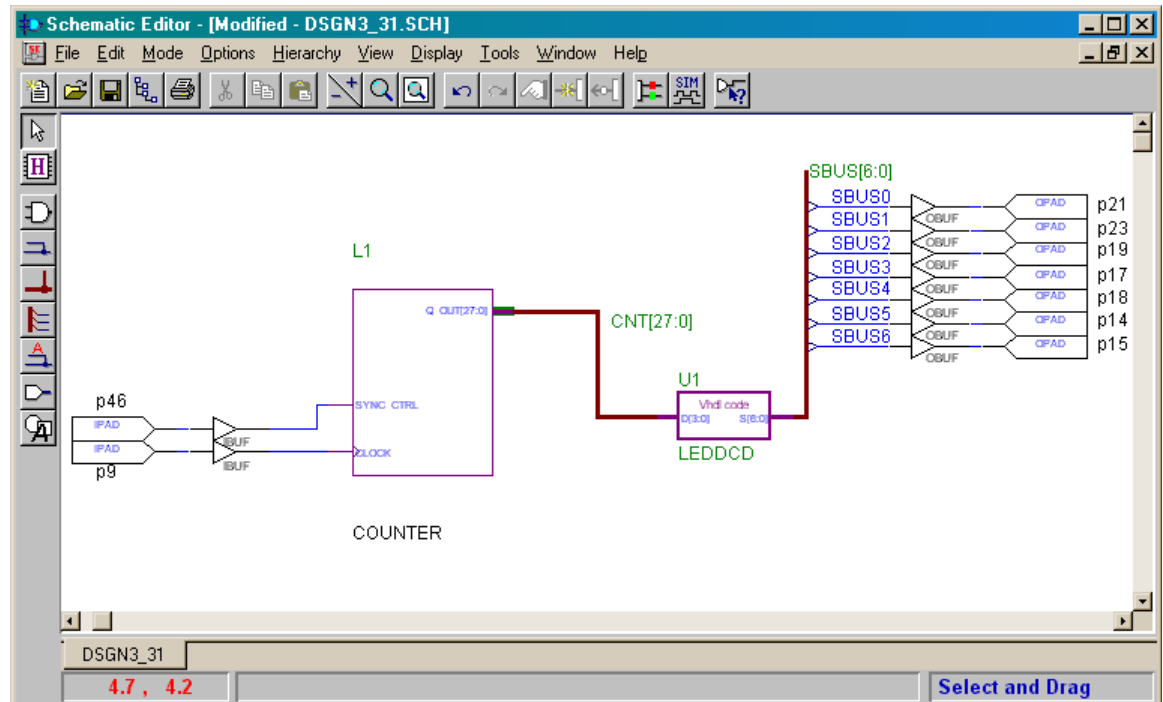 Schematic Editor - [Modified - DSGN3_31.SCH]
File Edit Mode Options Hierarchy View Display Tools Window Help
SIM
H
A
A
SBUS[6:0]
SBUS0
OPAD
p21
OBUF
SBUS1
OPAD
p23
OBUF
SBUS2
OPAD
p19
OBUF
SBUS3
OPAD
p17
OBUF
SBUS4
OPAD
p18
OBUF
SBUS5
OPAD
p14
OBUF
SBUS6
OPAD
p15
OBUF
L1
Q_OUT[27:0]
CNT[27:0]
U1
Vhdl code
D[3:0] S[6:0]
LEDDCD
p46
IPAD
IBUF
SYNC_CTRL
IPAD
IBUF
CLOCK
p9
COUNTER
DSGN3_31
4.7 , 4.2
Select and Drag